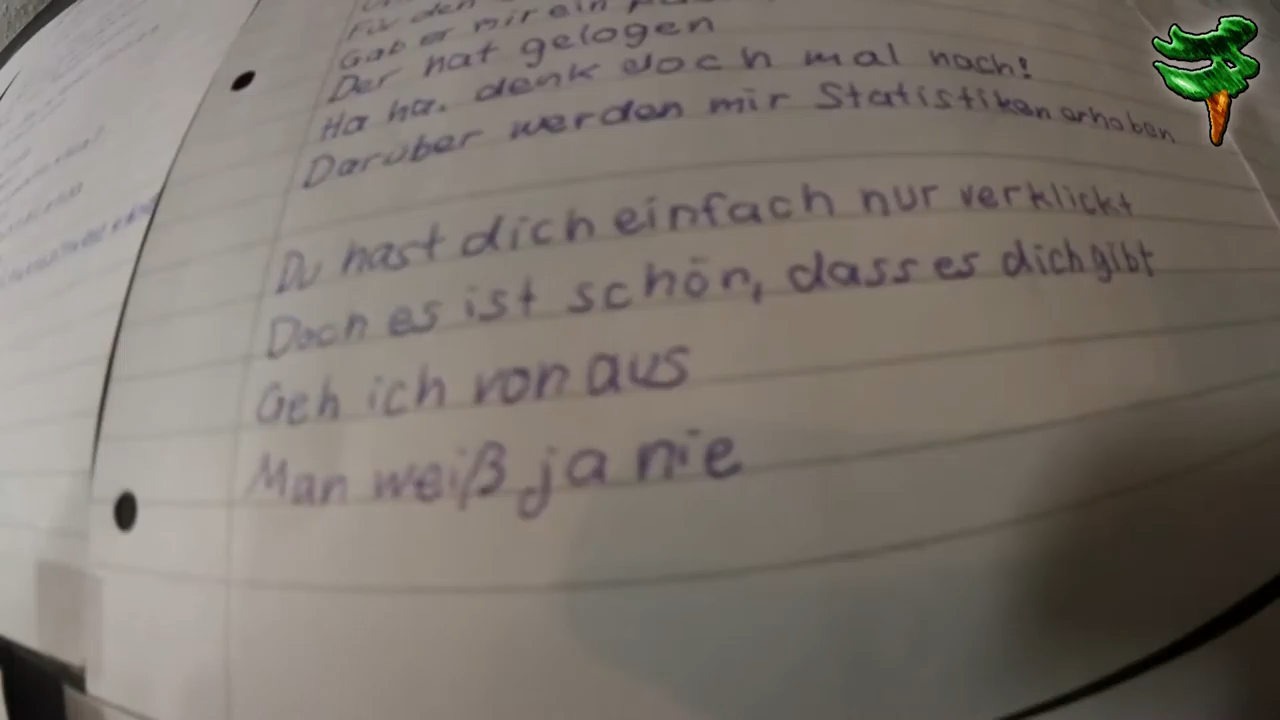 Für den
Gab er mir ein
Der hat gelogen
Ha ha. denk doch mal nach!
Darüber werden mir Statistiken erhoben
Du hast dich einfach nur verklickt
Doch es ist schön, dass es dich gibt
Geh ich von aus
Man weiß ja nie